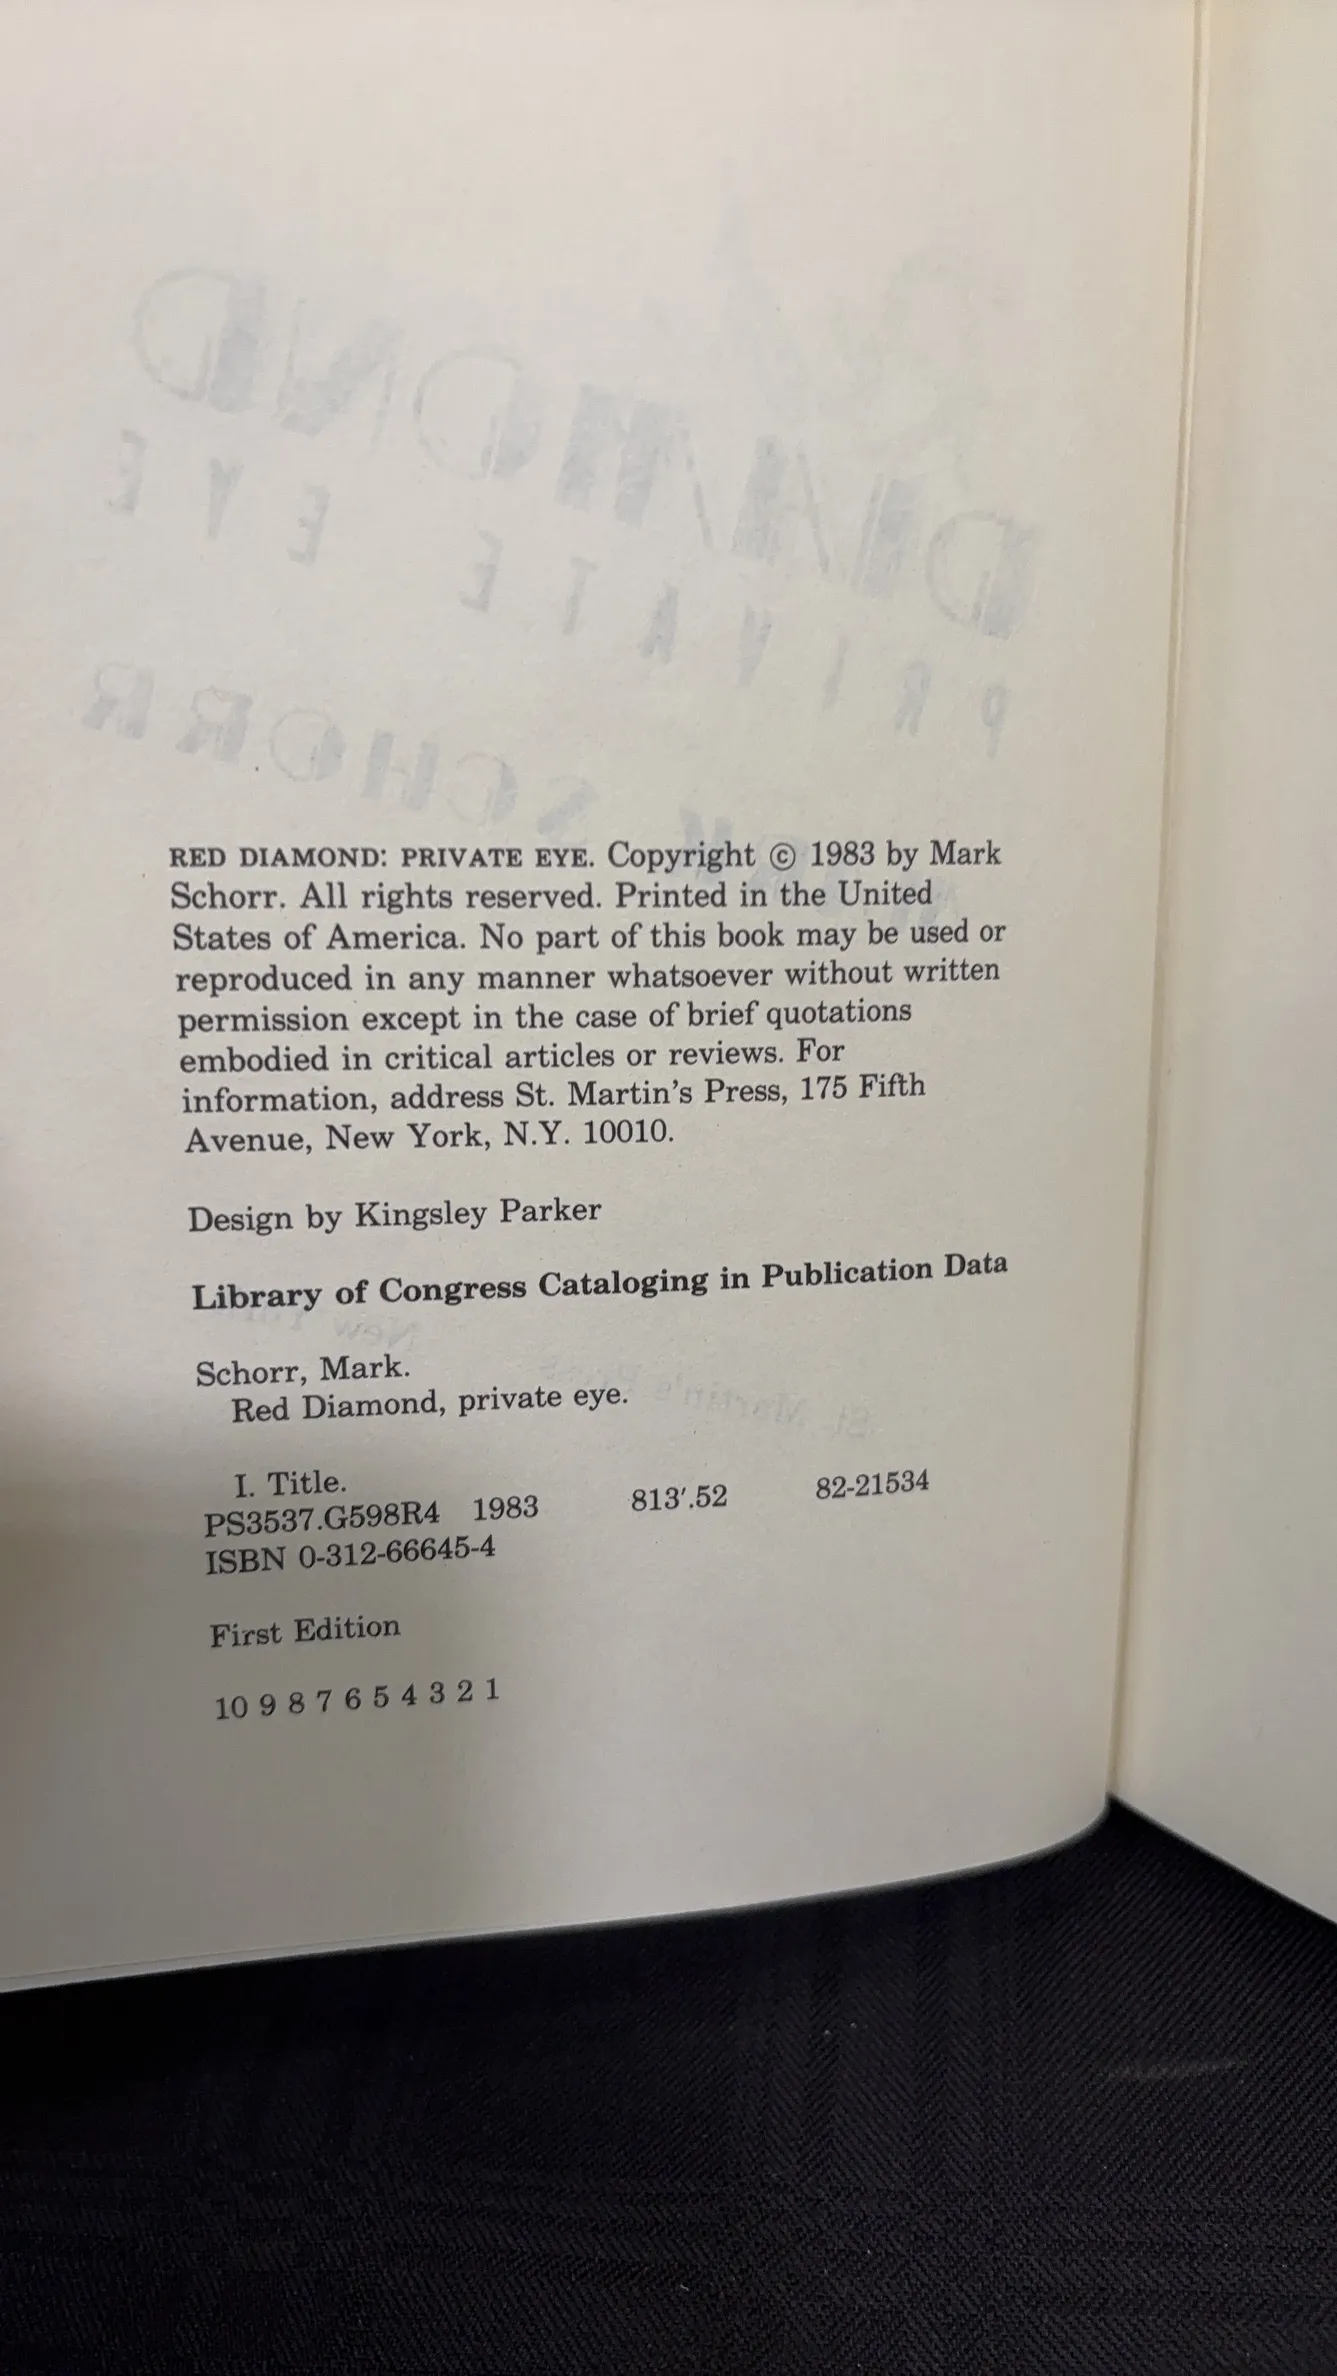 RED DIAMOND: PRIVATE EYE. Copyright © 1983 by Mark
Schorr. All rights reserved. Printed in the United
States of America. No part of this book may be used or
reproduced in any manner whatsoever without written
permission except in the case of brief quotations
embodied in critical articles or reviews. For
information, address St. Martin's Press, 175 Fifth
Avenue, New York, N.Y. 10010.
Design by Kingsley Parker
Library of Congress Cataloging in Publication Data
Schorr, Mark.
Red Diamond, private eye.
I. Title.
PS3537.G598R4 1983 813′.52 82-21534
ISBN 0-312-66645-4
First Edition
10 9 8 7 6 5 4 3 2 1